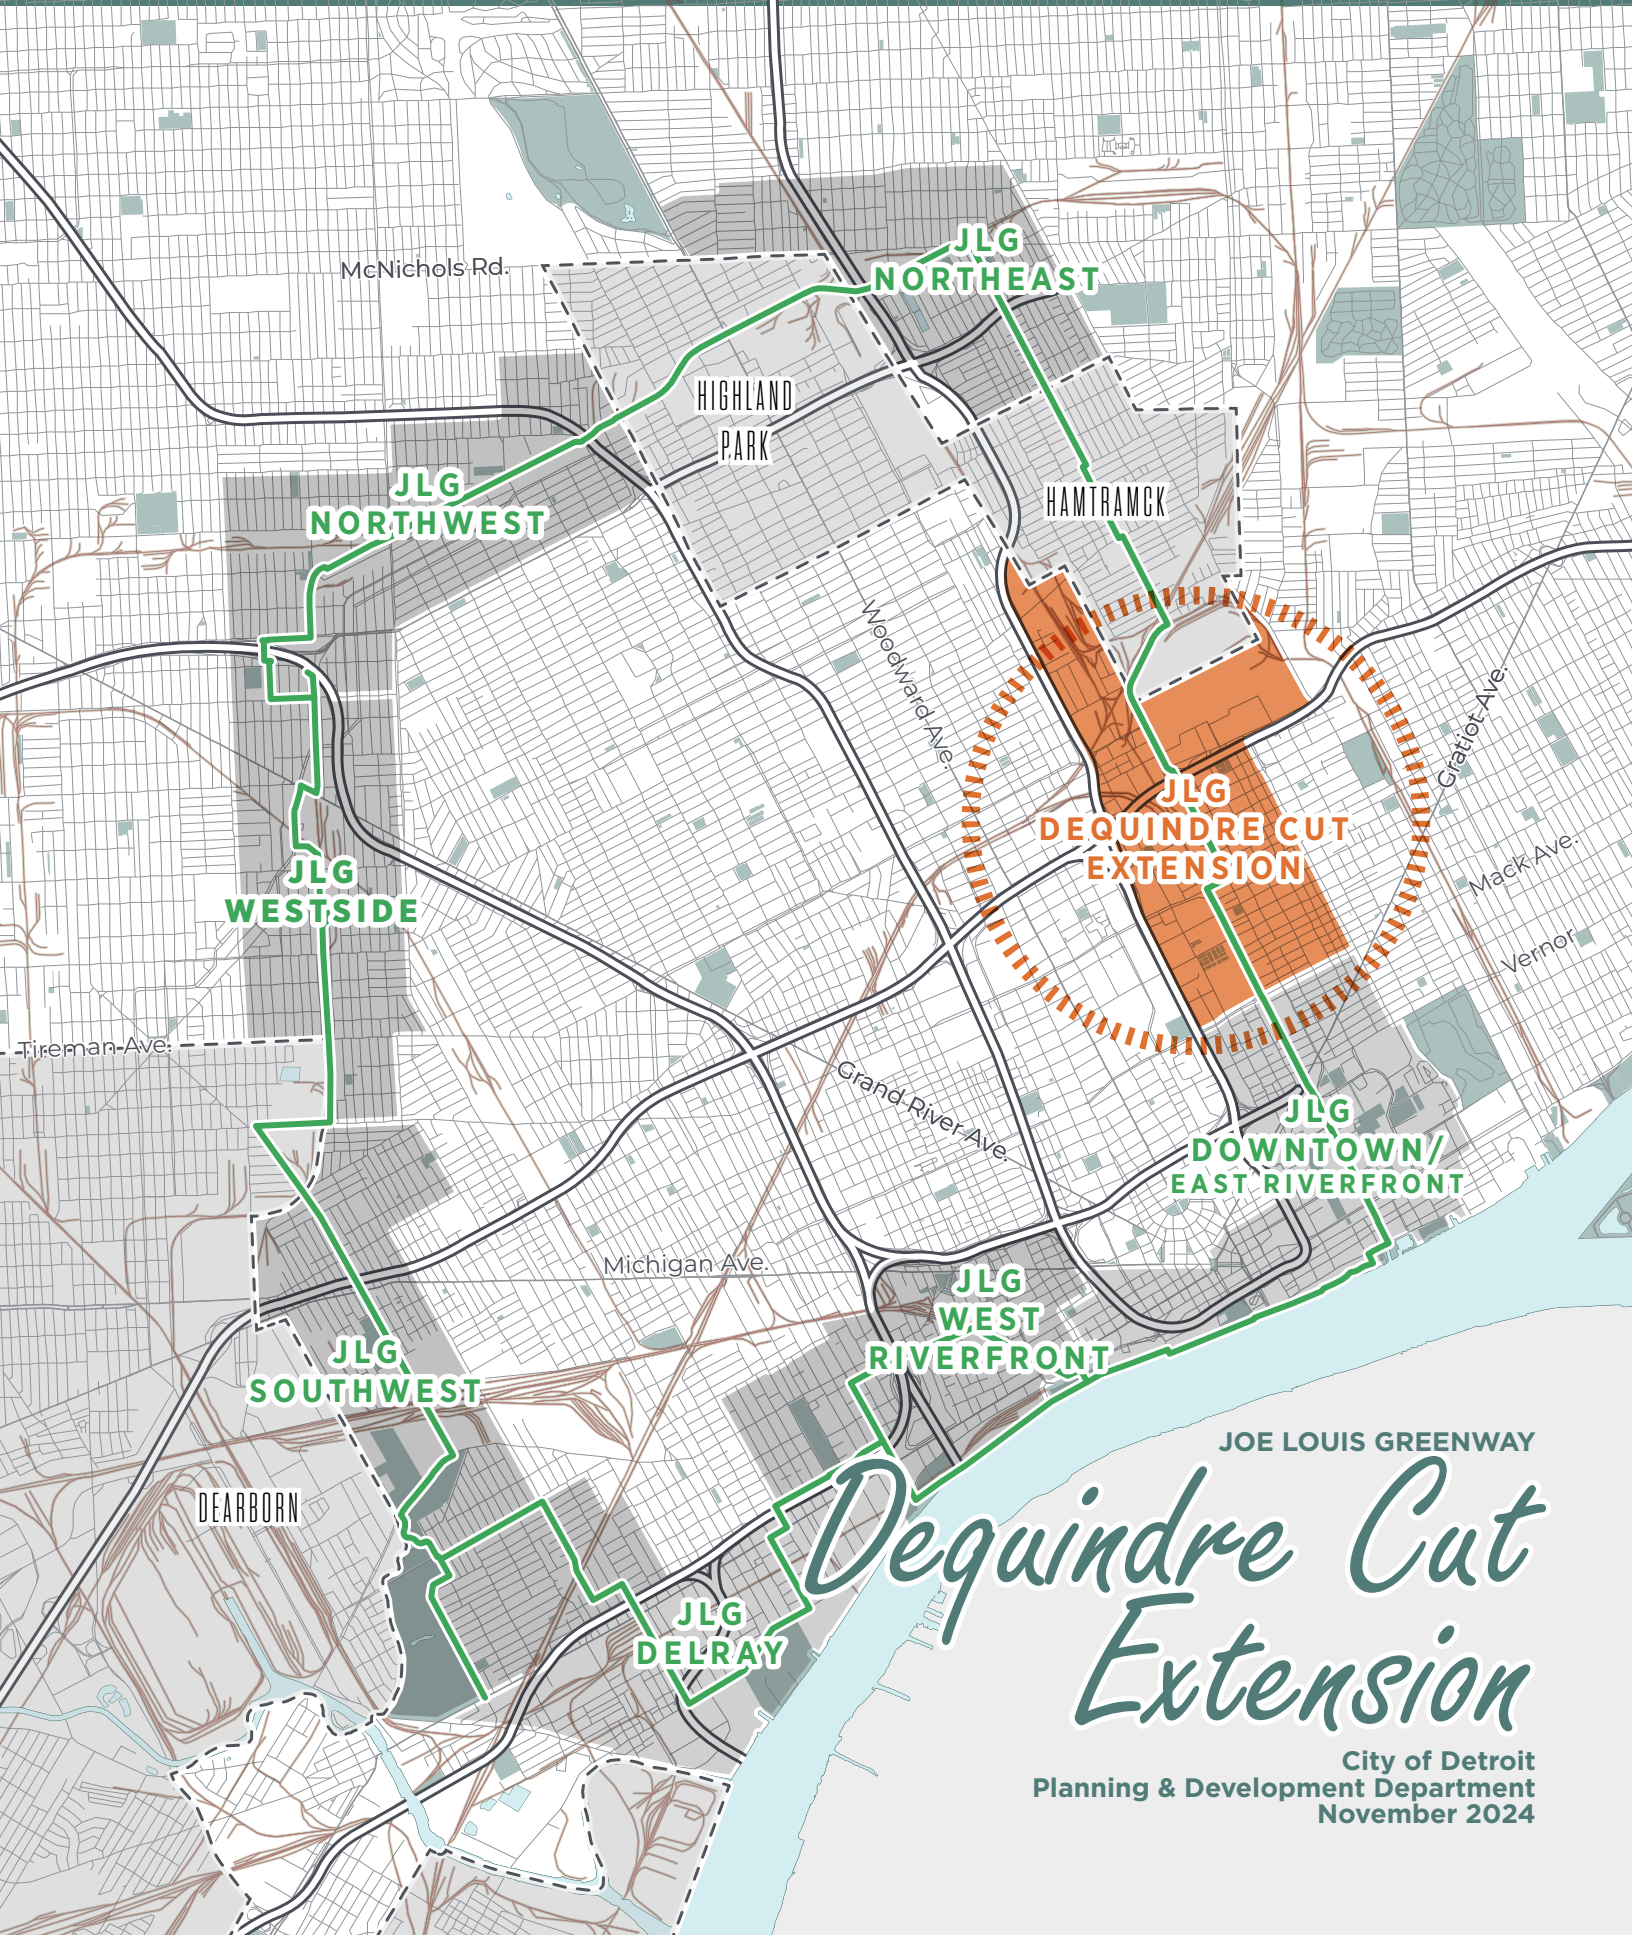 JLG
NORTHEAST
McNichols Rd.
HIGHLAND
PARK
JLG
NORTHWEST
HAMTRAMCK
Woodward Ave.
Gratiot Ave.
JLG
DEQUINDRE CUT
EXTENSION
Mack Ave.
JLG
WESTSIDE
Vernor
Tireman Ave.
Grand River Ave.
JLG
DOWNTOWN/
EAST RIVERFRONT
Michigan Ave.
JLG
WEST
RIVERFRONT
JLG
SOUTHWEST
JOE LOUIS GREENWAY
Dequindre Cut
Extension
DEARBORN
JLG
DELRAY
City of Detroit
Planning & Development Department
November 2024